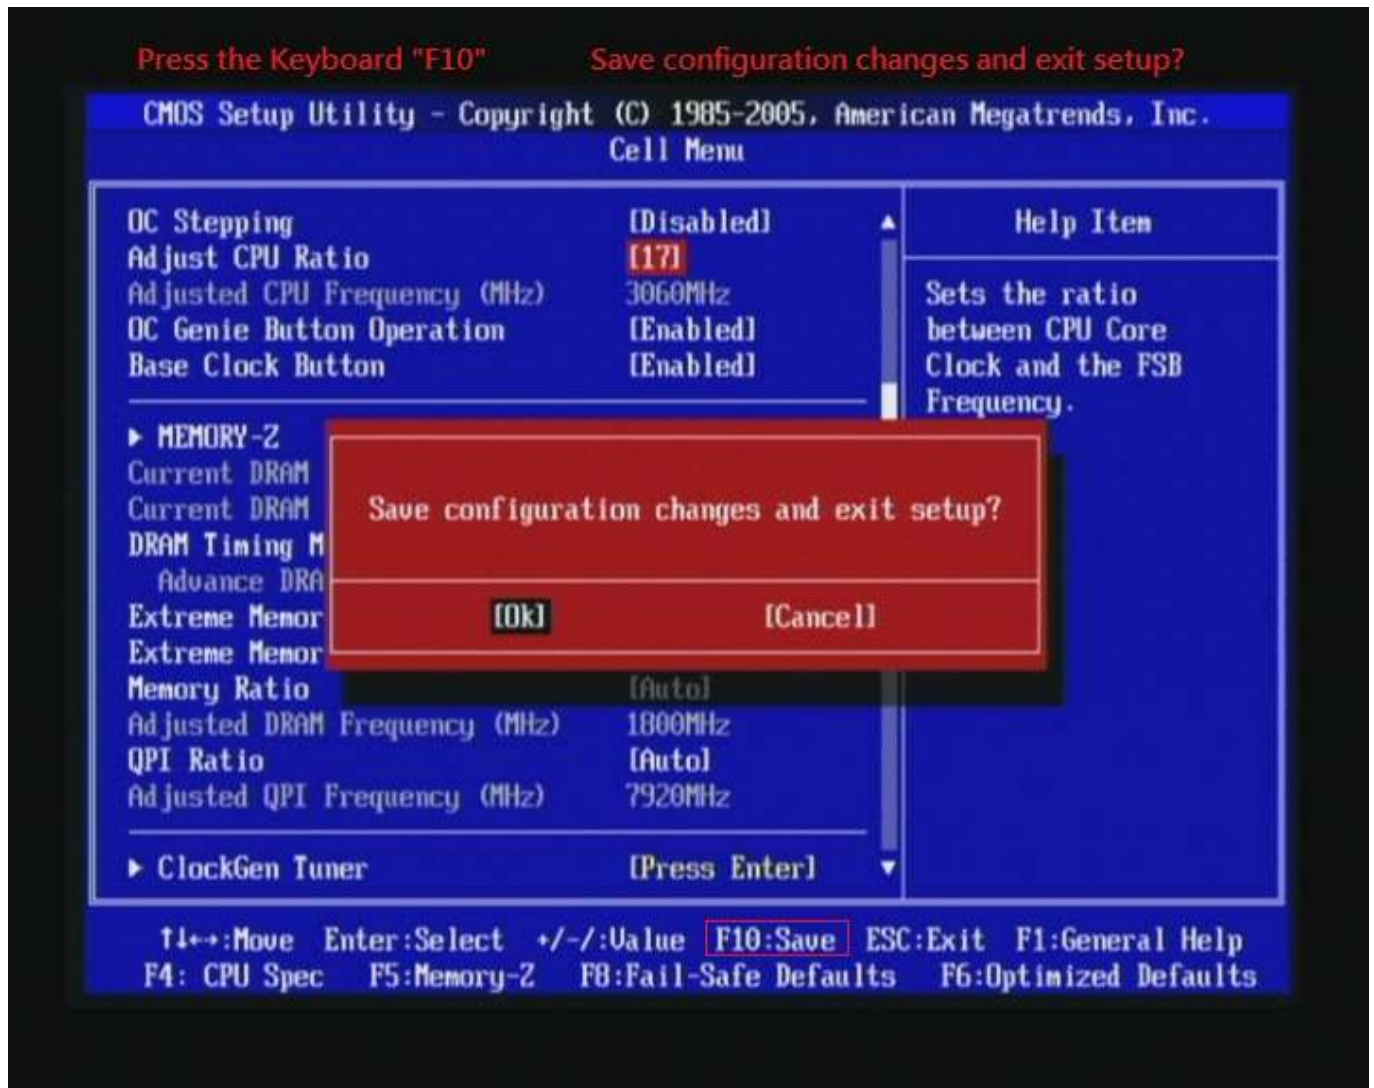 Press the Keyboard "F10" Save configuration changes and exit setup?
CMOS Setup Utility - Copyright (C) 1985-2005, American Megatrends, Inc.
Cell Menu
OC Stepping [Disabled]
Adjust CPU Ratio [17]
Adjusted CPU Frequency (MHz) 3060MHz
OC Genie Button Operation [Enabled]
Base Clock Button [Enabled]
▶ MEMORY-Z
Current DRAM
Current DRAM
DRAM Timing M
Advance DRA
Extreme Memor
Extreme Memor
Memory Ratio [Auto]
Adjusted DRAM Frequency (MHz) 1800MHz
QPI Ratio [Auto]
Adjusted QPI Frequency (MHz) 7920MHz
▶ ClockGen Tuner [Press Enter]
Help Item
Sets the ratio
between CPU Core
Clock and the FSB
Frequency.
Save configuration changes and exit setup?
[Ok] [Cancel]
↑↓←→:Move Enter:Select +/-/:Value F10:Save ESC:Exit F1:General Help
F4: CPU Spec F5:Memory-Z F8:Fail-Safe Defaults F6:Optimized Defaults